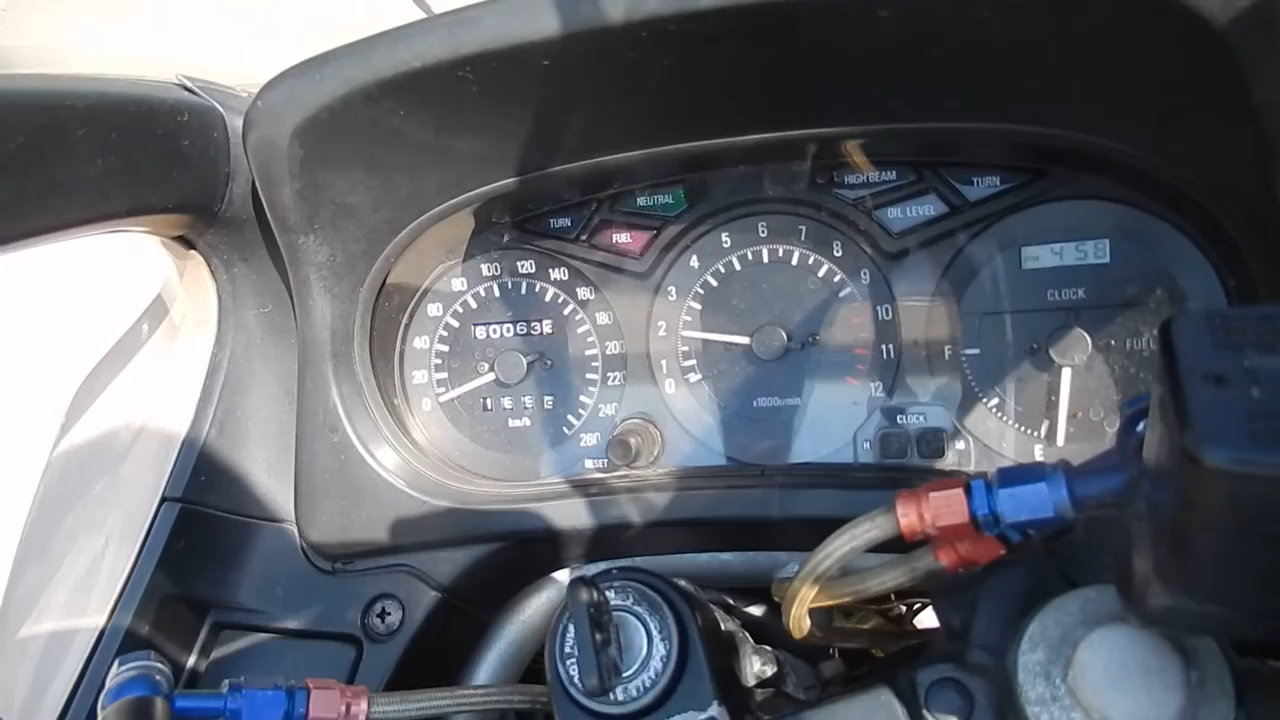 TURN
NEUTRAL
FUEL
HIGH BEAM
OIL LEVEL
TURN
0
20
40
60
80
100
120
140
160
180
200
220
240
260
60063
km/h
0
1
2
3
4
5
6
7
8
9
10
11
12
x1000r/min
PM 4 58
CLOCK
F
FUEL
E
CLOCK
H
M
PUSH